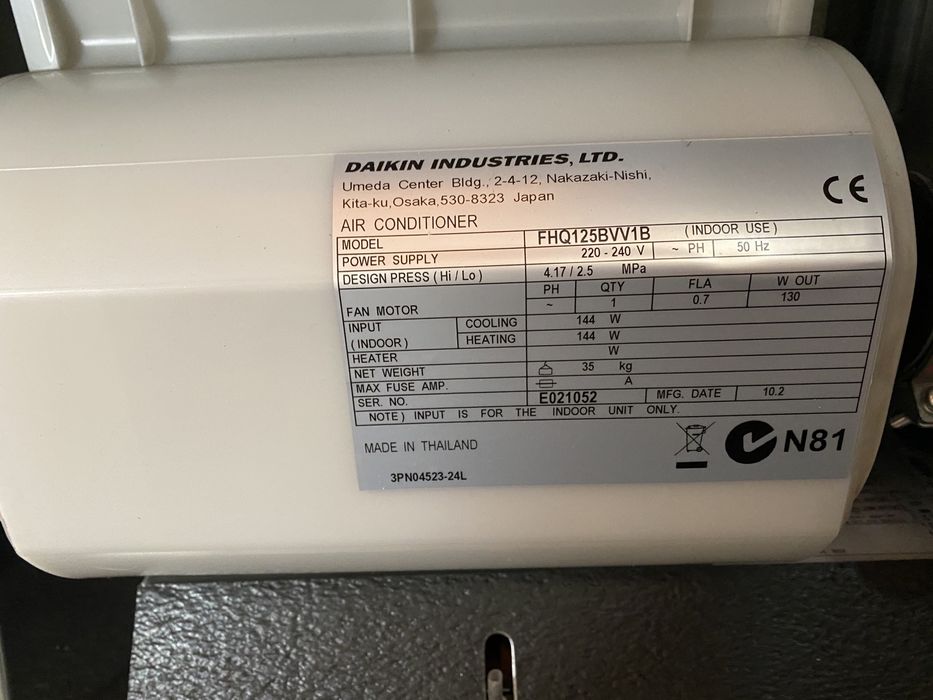 DAIKIN INDUSTRIES, LTD.
Umeda Center Bldg., 2-4-12, Nakazaki-Nishi,
Kita-ku,Osaka,530-8323 Japan
CE
AIR CONDITIONER
MODEL FHQ125BVV1B (INDOOR USE)
POWER SUPPLY 220 - 240 V ~ PH 50 Hz
DESIGN PRESS (Hi / Lo) 4.17 / 2.5 MPa
FAN MOTOR PH QTY FLA W OUT
~ 1 0.7 130
INPUT (INDOOR) COOLING 144 W
HEATING 144 W
HEATER W
NET WEIGHT 35 kg
MAX FUSE AMP. A
SER. NO. E021052 MFG. DATE 10.2
NOTE) INPUT IS FOR THE INDOOR UNIT ONLY.
MADE IN THAILAND
N81
3PN04523-24L